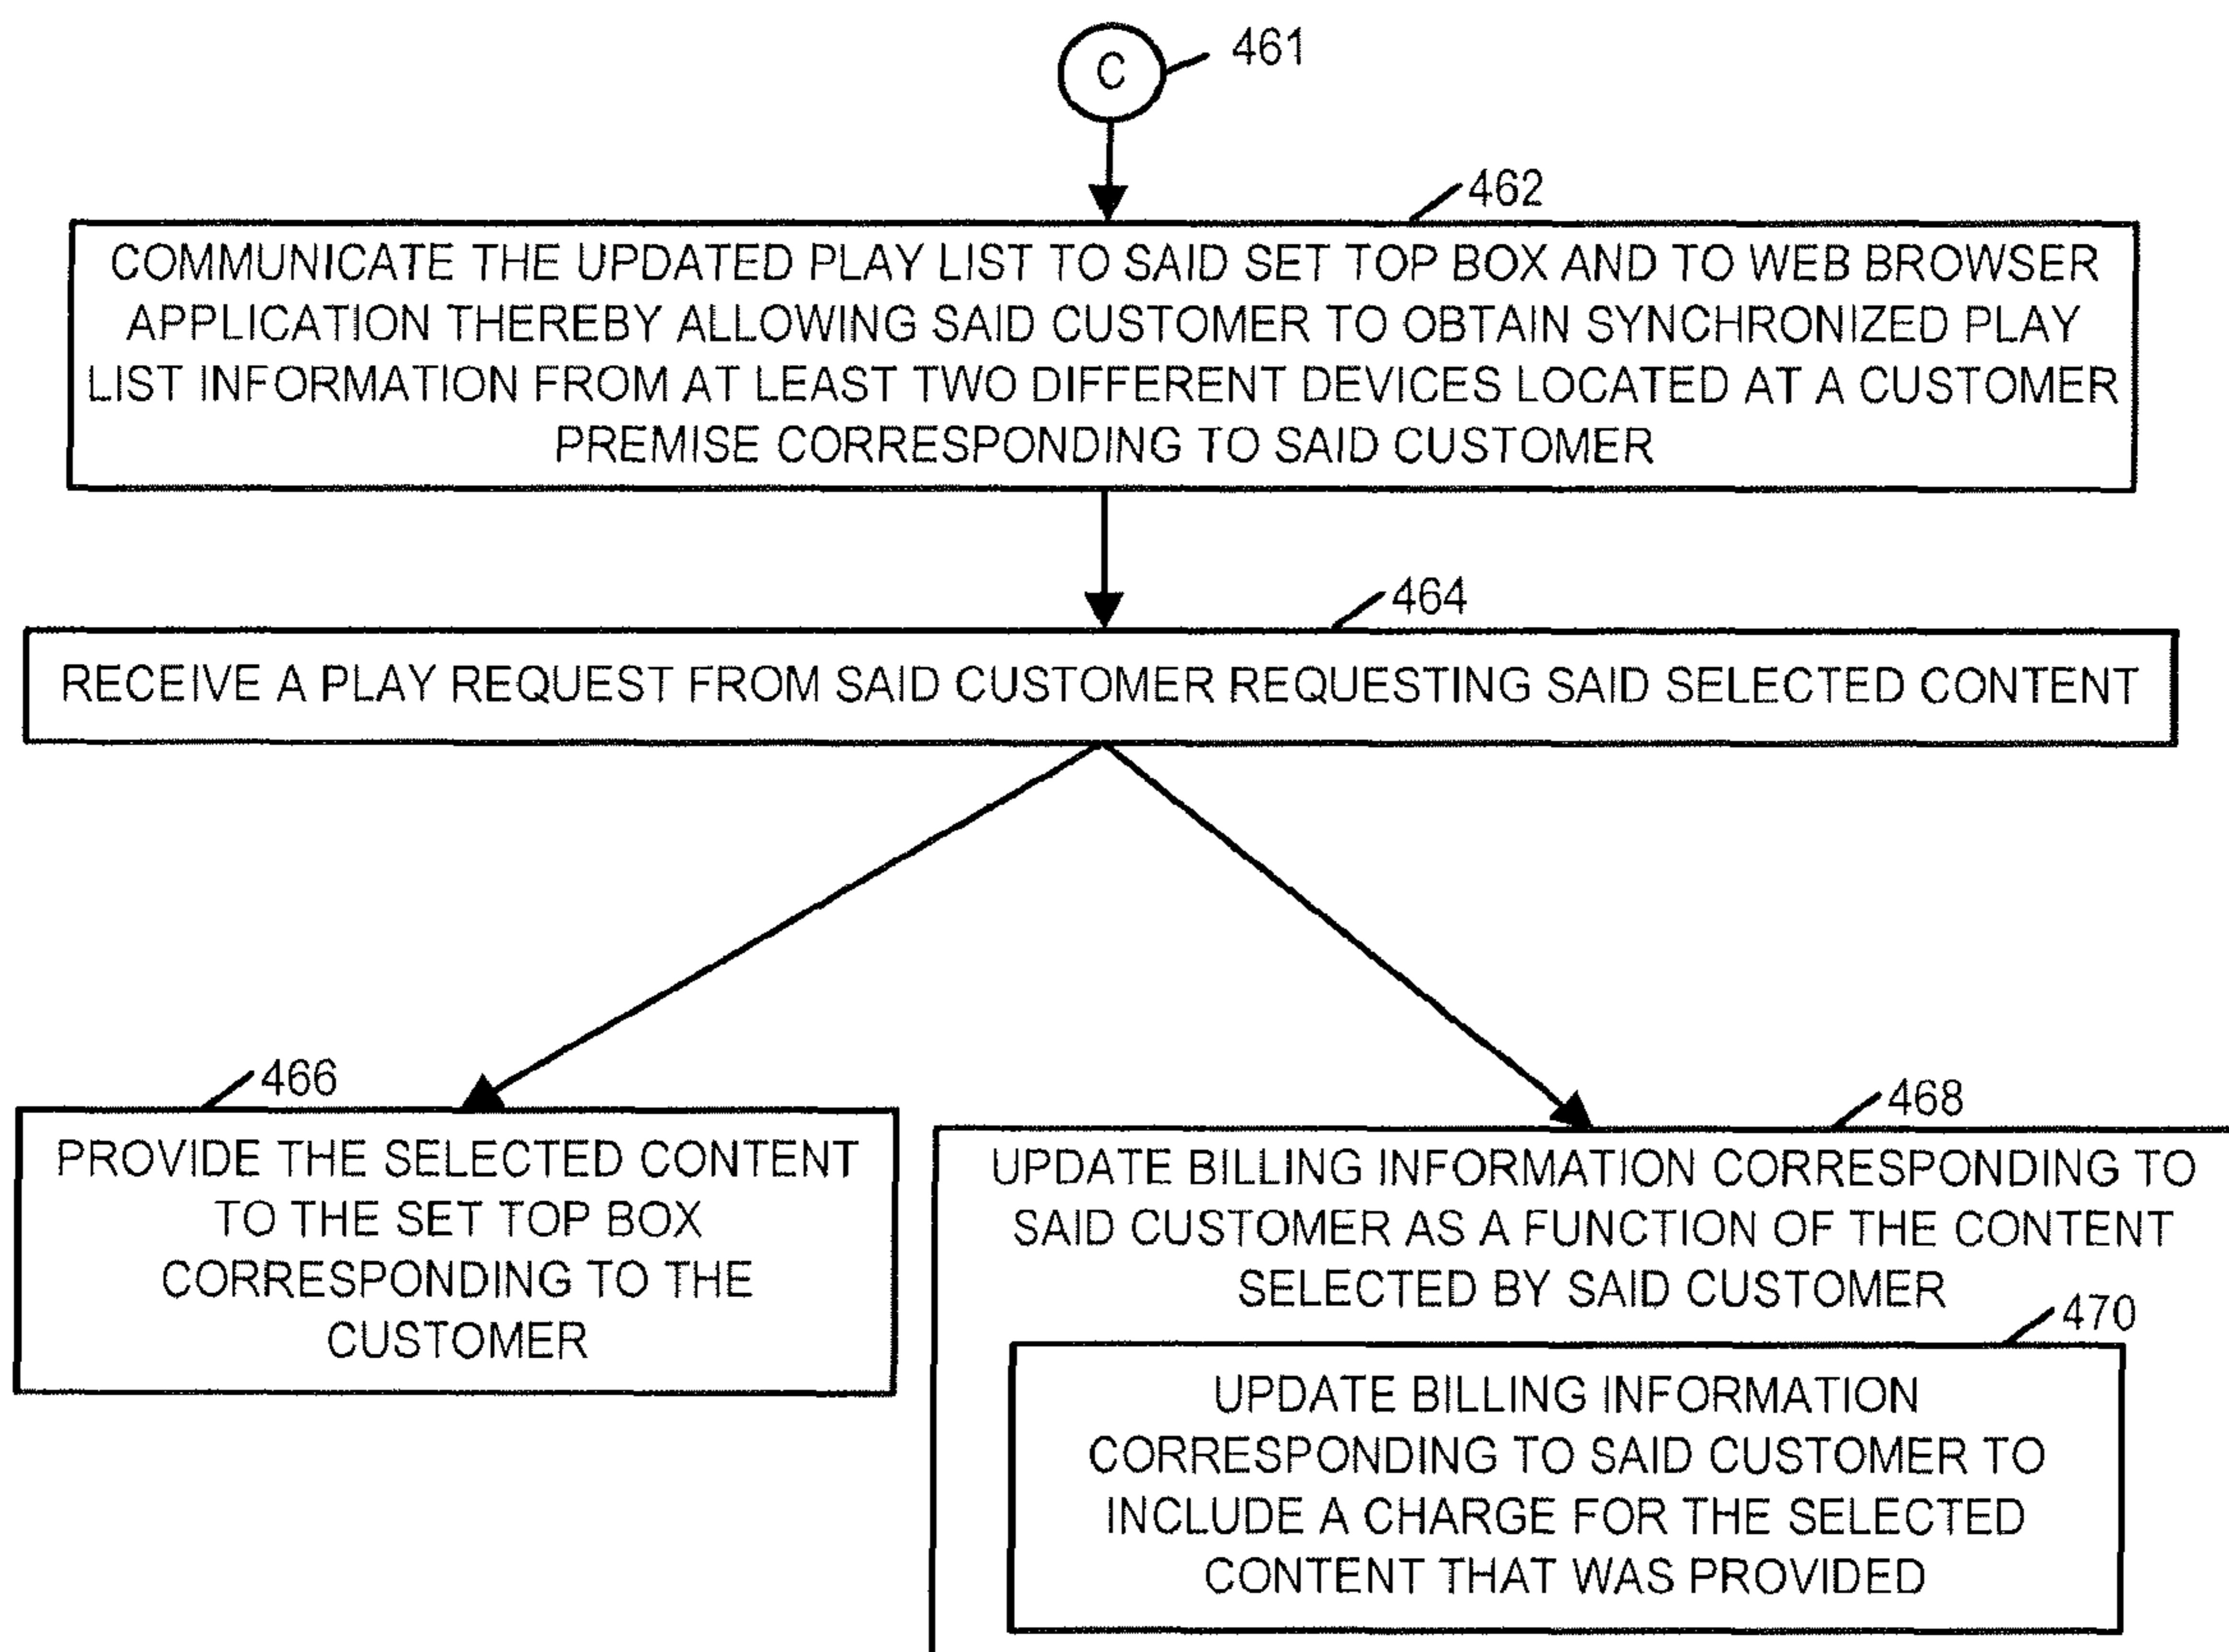 C
461
462
COMMUNICATE THE UPDATED PLAY LIST TO SAID SET TOP BOX AND TO WEB BROWSER
APPLICATION THEREBY ALLOWING SAID CUSTOMER TO OBTAIN SYNCHRONIZED PLAY
LIST INFORMATION FROM AT LEAST TWO DIFFERENT DEVICES LOCATED AT A CUSTOMER
PREMISE CORRESPONDING TO SAID CUSTOMER
464
RECEIVE A PLAY REQUEST FROM SAID CUSTOMER REQUESTING SAID SELECTED CONTENT
466
PROVIDE THE SELECTED CONTENT
TO THE SET TOP BOX
CORRESPONDING TO THE
CUSTOMER
468
UPDATE BILLING INFORMATION CORRESPONDING TO
SAID CUSTOMER AS A FUNCTION OF THE CONTENT
SELECTED BY SAID CUSTOMER
470
UPDATE BILLING INFORMATION
CORRESPONDING TO SAID CUSTOMER TO
INCLUDE A CHARGE FOR THE SELECTED
CONTENT THAT WAS PROVIDED